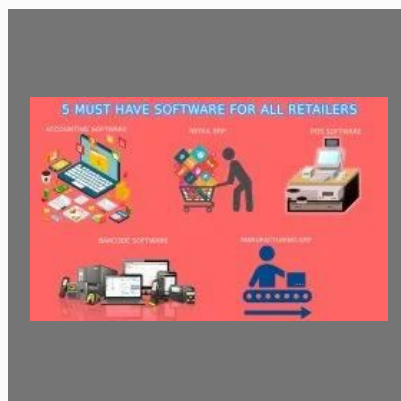 5 MUST HAVE SOFTWARE FOR ALL RETAILERS
ACCOUNTING SOFTWARE
RETAIL ERP
POS SOFTWARE
BARCODE SOFTWARE
MANUFACTURING ERP